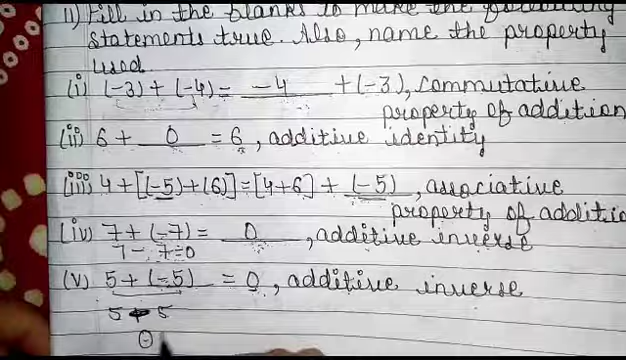 11) Fill in the blanks to make the following
statements true. Also, name the property
used.
(i) (-3) + (-4) = -4 + (-3), commutative
property of addition
(ii) 6 + 0 = 6, additive identity
(iii) 4 + [(-5) + (6)] = [4+6] + (-5), associative
property of additio
(iv) 7 + (-7) = 0, additive inverse
7 - 7 = 0
(v) 5 + (-5) = 0, additive inverse
5 5
0